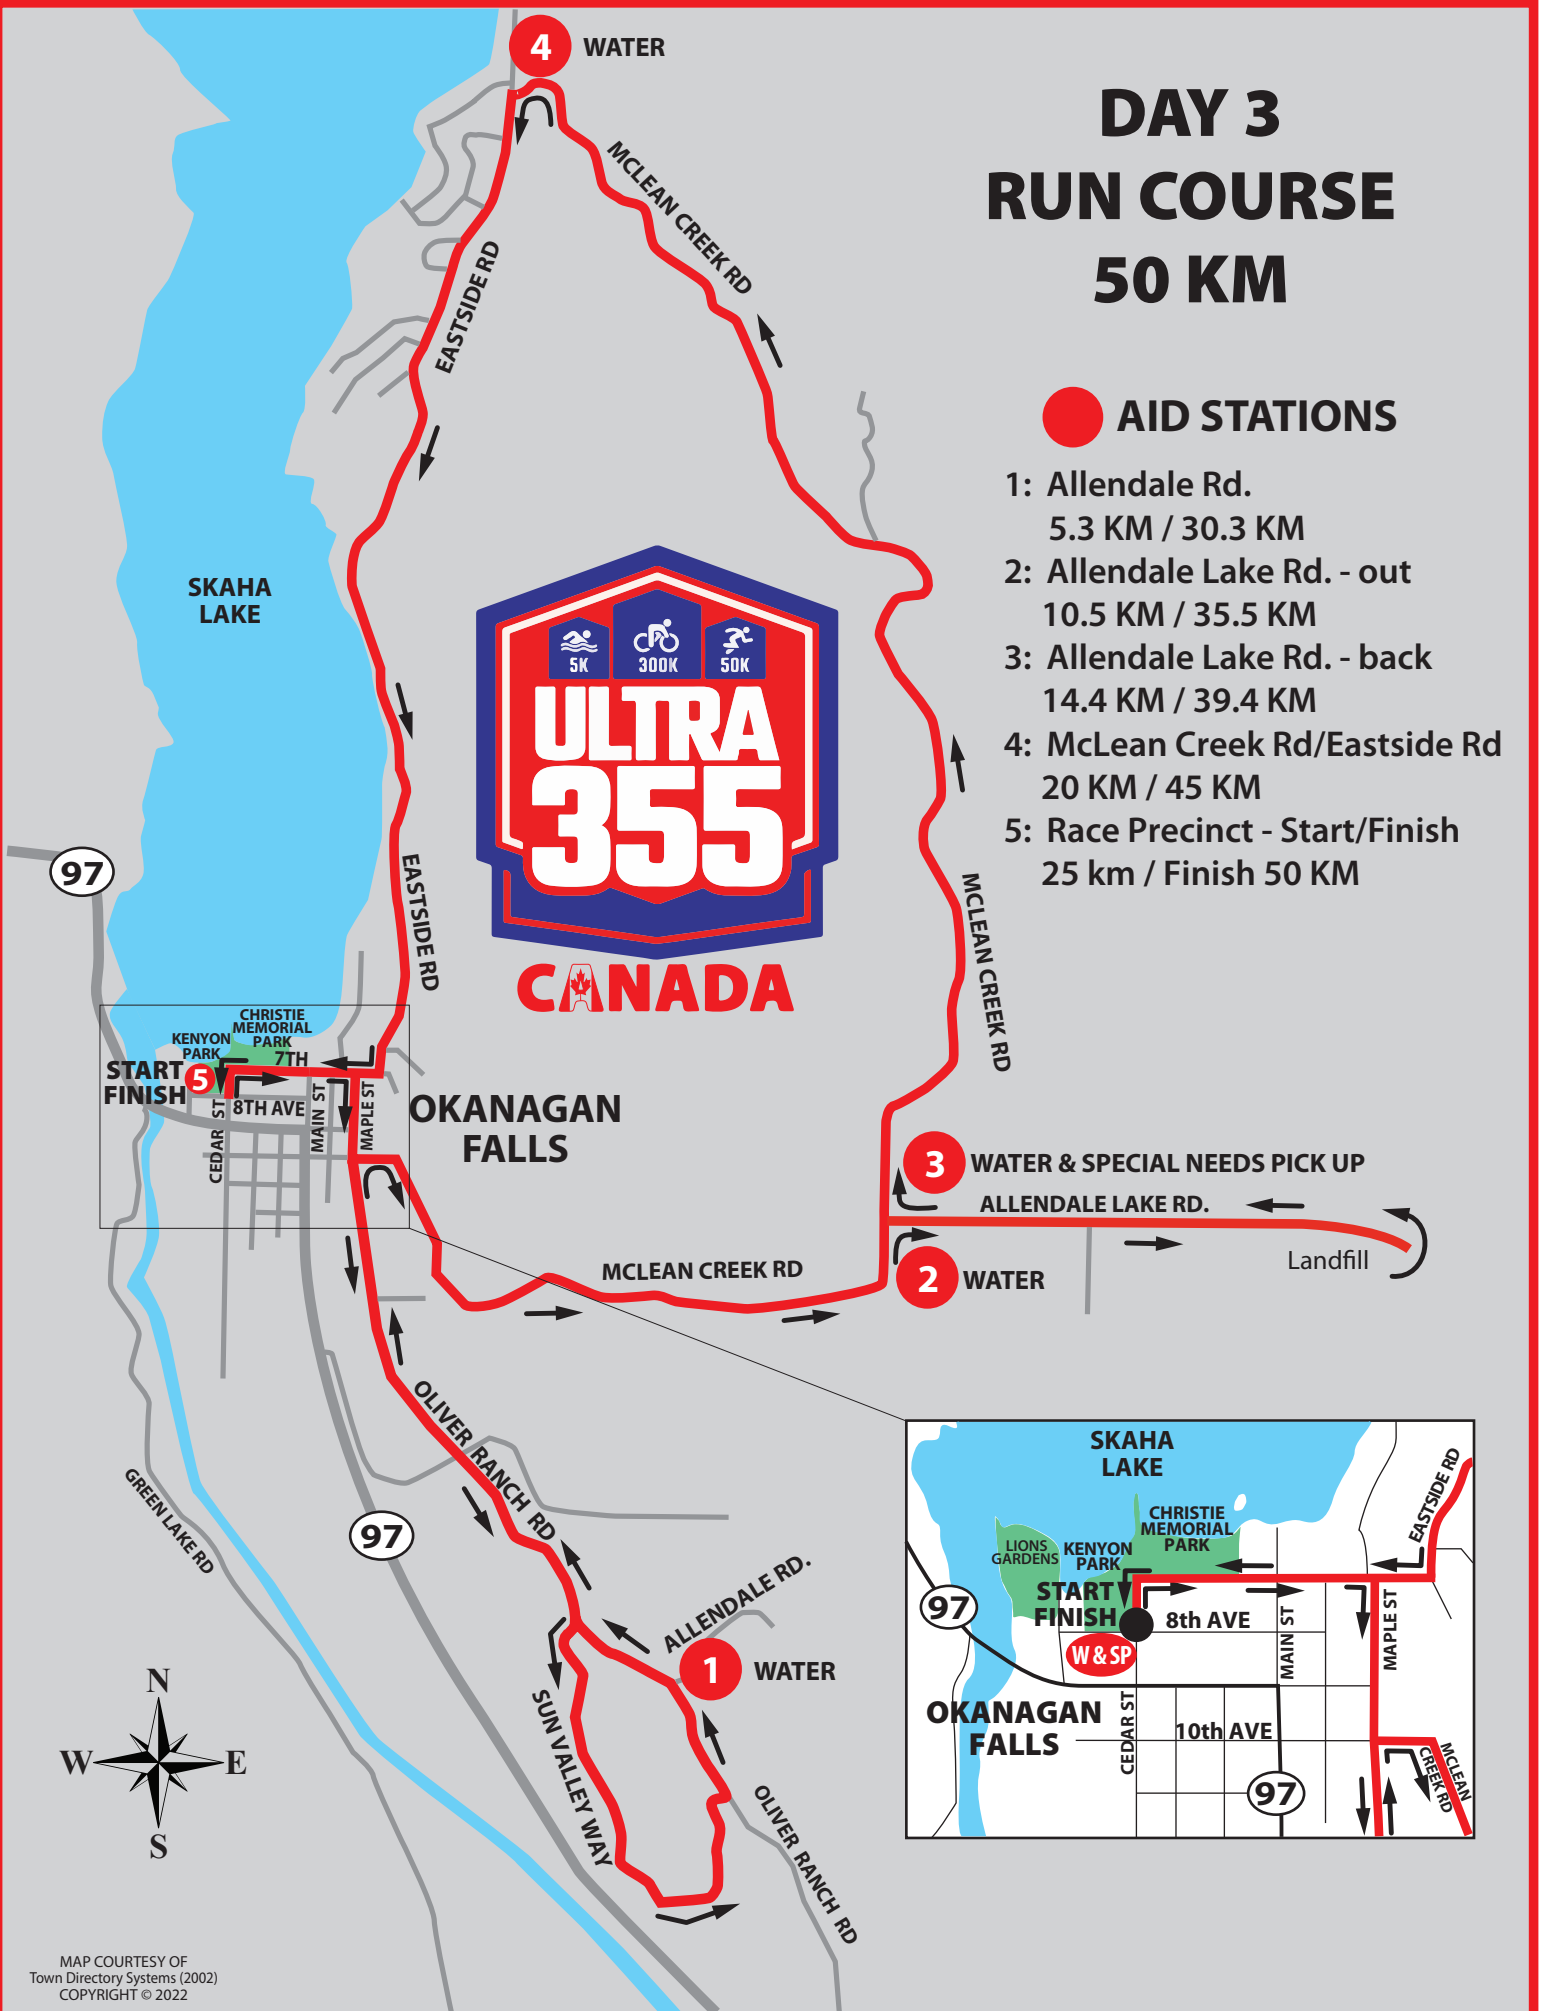 4
WATER
DAY 3
RUN COURSE
50 KM
MCLEAN CREEK RD
EASTSIDE RD
AID STATIONS
1: Allendale Rd.
5.3 KM / 30.3 KM
2: Allendale Lake Rd. - out
10.5 KM / 35.5 KM
3: Allendale Lake Rd. - back
14.4 KM / 39.4 KM
4: McLean Creek Rd/Eastside Rd
20 KM / 45 KM
5: Race Precinct - Start/Finish
25 km / Finish 50 KM
SKAHA
LAKE
5K
300K
50K
ULTRA
355
CANADA
97
EASTSIDE RD
MCLEAN CREEK RD
CHRISTIE
MEMORIAL
PARK
KENYON
PARK
7TH
START
FINISH
5
8TH AVE
CEDAR ST
MAIN ST
MAPLE ST
OKANAGAN
FALLS
3
WATER & SPECIAL NEEDS PICK UP
ALLENDALE LAKE RD.
Landfill
2
WATER
MCLEAN CREEK RD
OLIVER RANCH RD
GREEN LAKE RD
97
ALLENDALE RD.
1
WATER
SUN VALLEY WAY
OLIVER RANCH RD
N
W
E
S
SKAHA
LAKE
EASTSIDE RD
CHRISTIE
MEMORIAL
PARK
LIONS
GARDENS
KENYON
PARK
START
FINISH
97
8th AVE
W & SP
MAIN ST
MAPLE ST
OKANAGAN
FALLS
CEDAR ST
10th AVE
97
MCLEAN
CREEK RD
MAP COURTESY OF
Town Directory Systems (2002)
COPYRIGHT © 2022